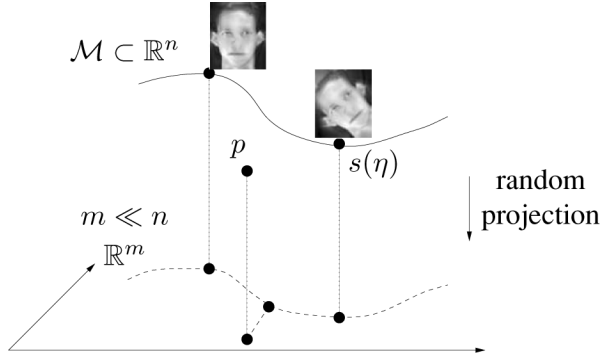 ℳ ⊂ ℝⁿ
p
s(η)
random
projection
m ≪ n
ℝᵐ